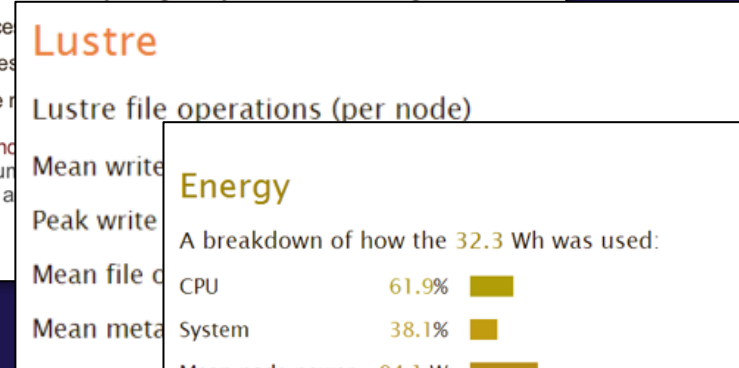 Lustre
Lustre file operations (per node)
Mean write
Peak write
Mean file
Mean meta
Energy
A breakdown of how the 32.3 Wh was used:
CPU 61.9%
System 38.1%